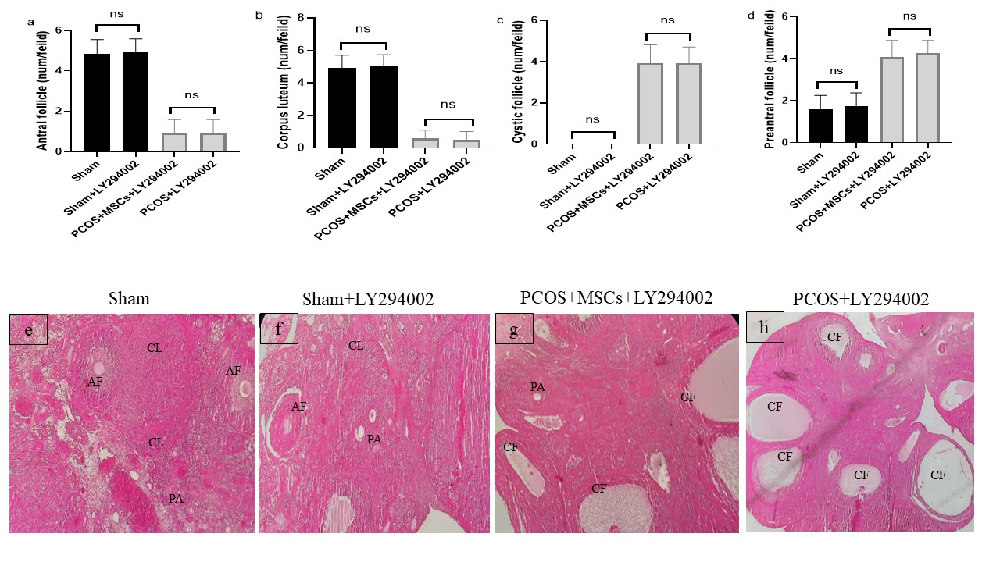 a
ns
Antral follicle (num/feild)
6
4
2
0
Sham
Sham+LY294002
PCOS+MSCs+LY294002
PCOS+LY294002
ns
b
ns
Corpus luteum (num/feild)
8
6
4
2
0
Sham
Sham+LY294002
PCOS+MSCs+LY294002
PCOS+LY294002
ns
c
ns
Cystic follicle (num/feild)
6
4
2
0
Sham
Sham+LY294002
PCOS+MSCs+LY294002
PCOS+LY294002
ns
d
ns
Preantral follicle (num/feild)
6
4
2
0
Sham
Sham+LY294002
PCOS+MSCs+LY294002
PCOS+LY294002
ns
Sham
e
CL
AF
AF
CL
PA
Sham+LY294002
f
CL
AF
PA
PCOS+MSCs+LY294002
g
PA
CF
CF
CF
PCOS+LY294002
h
CF
CF
CF
CF
CF